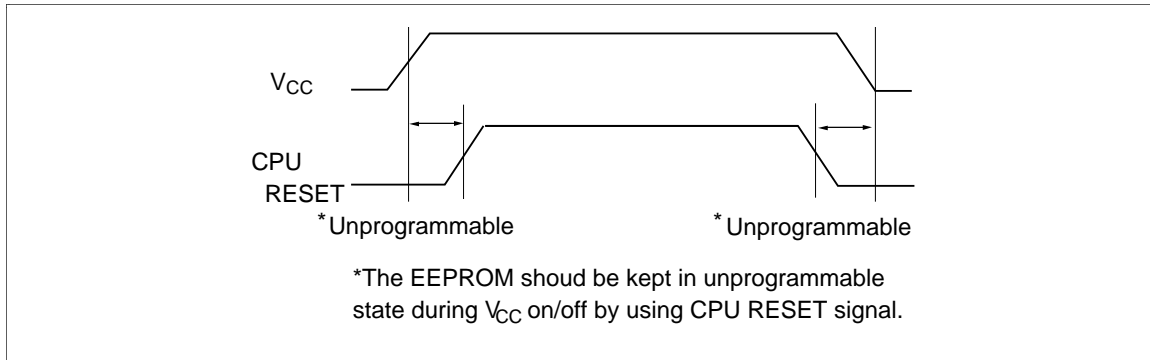 VCC
CPU
RESET
*Unprogrammable
*Unprogrammable
*The EEPROM shoud be kept in unprogrammable
state during VCC on/off by using CPU RESET signal.